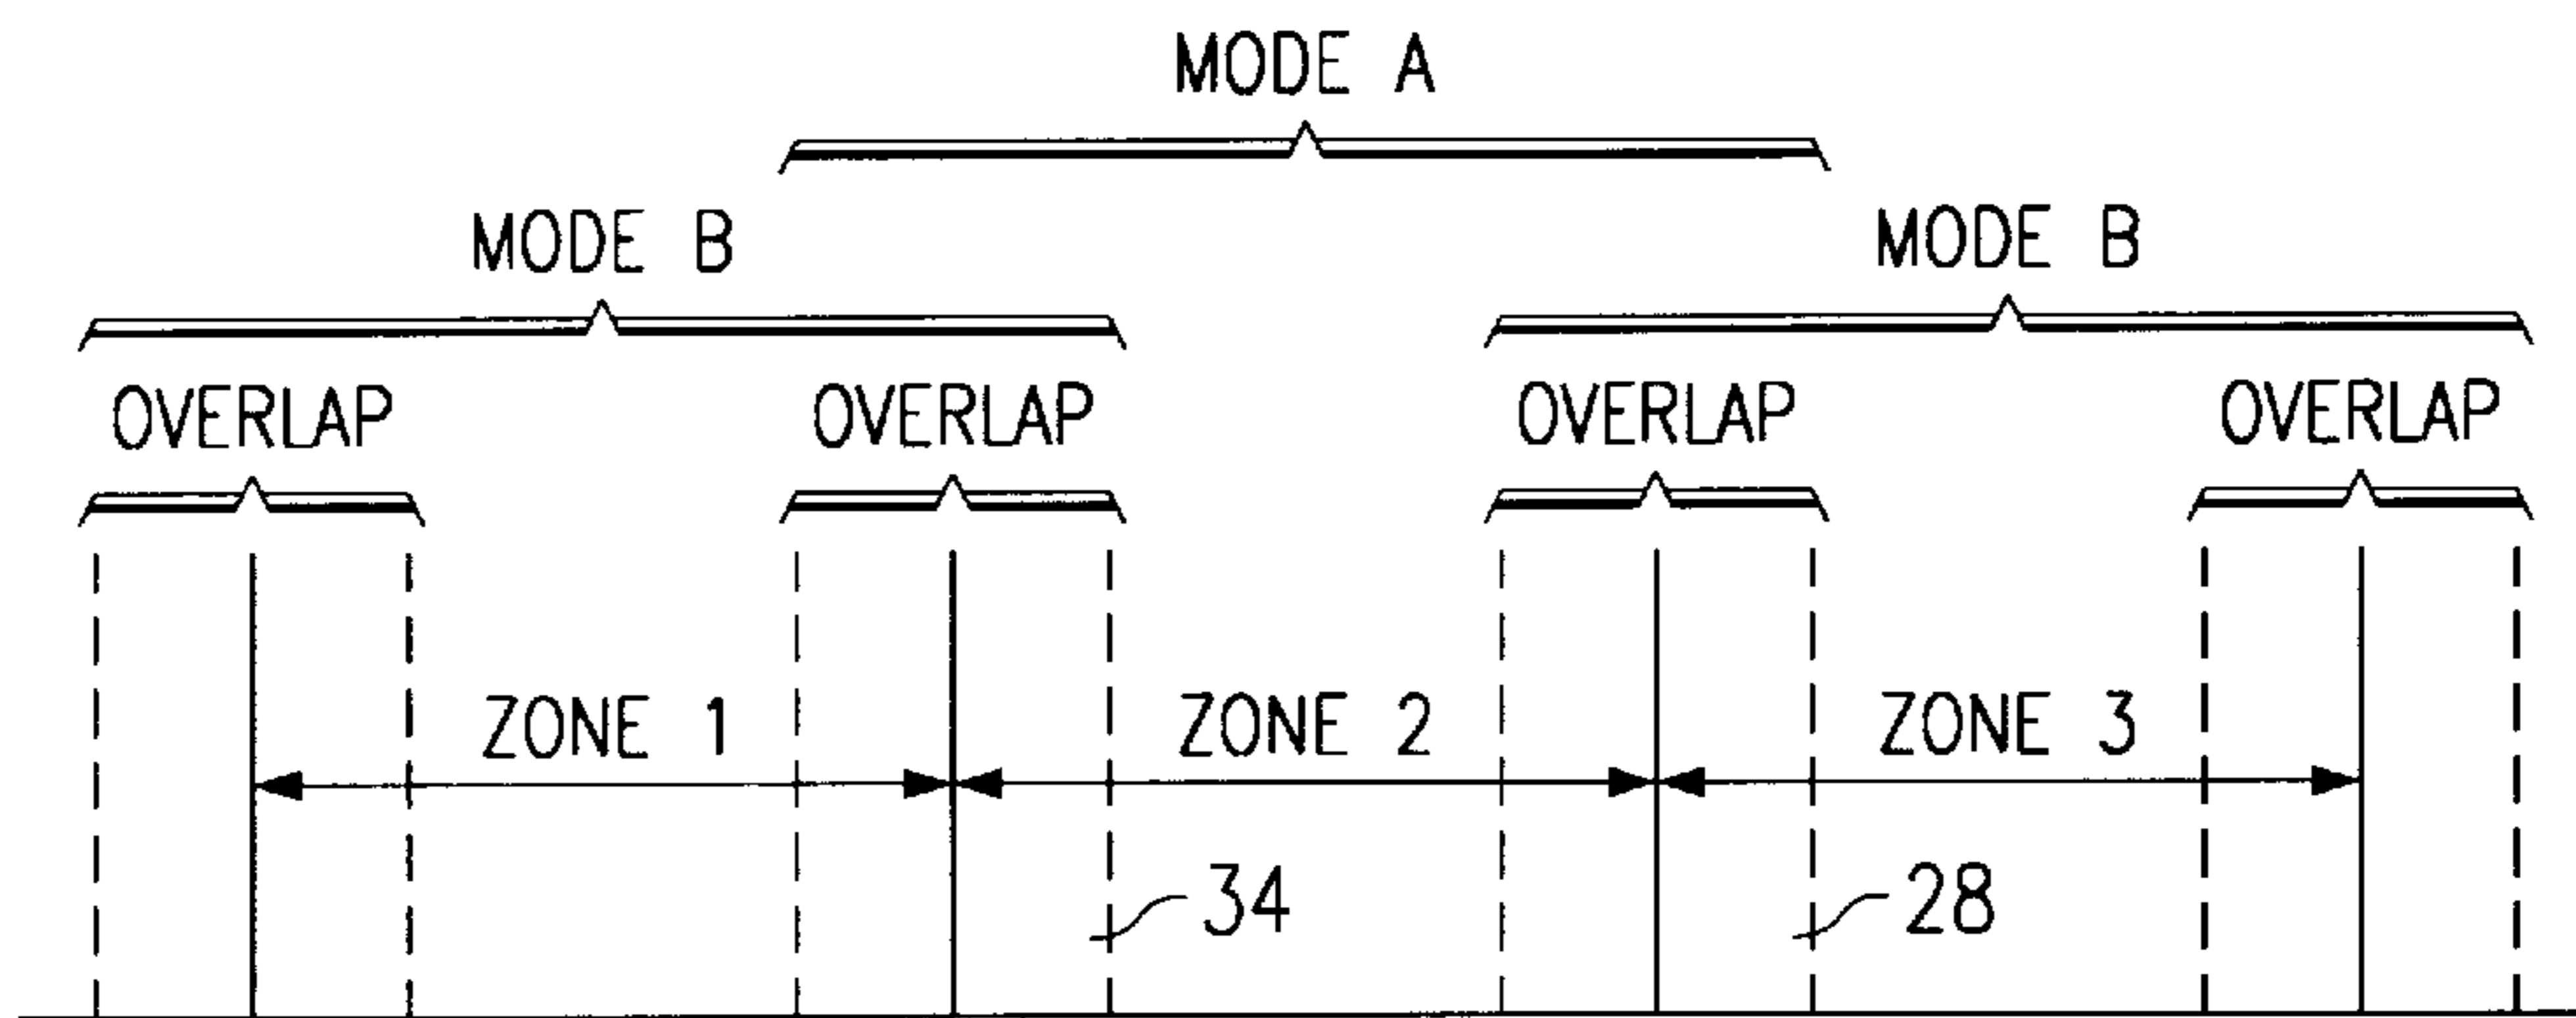 MODE A
MODE B MODE B
OVERLAP OVERLAP OVERLAP OVERLAP
ZONE 1 ZONE 2 ZONE 3
34 28